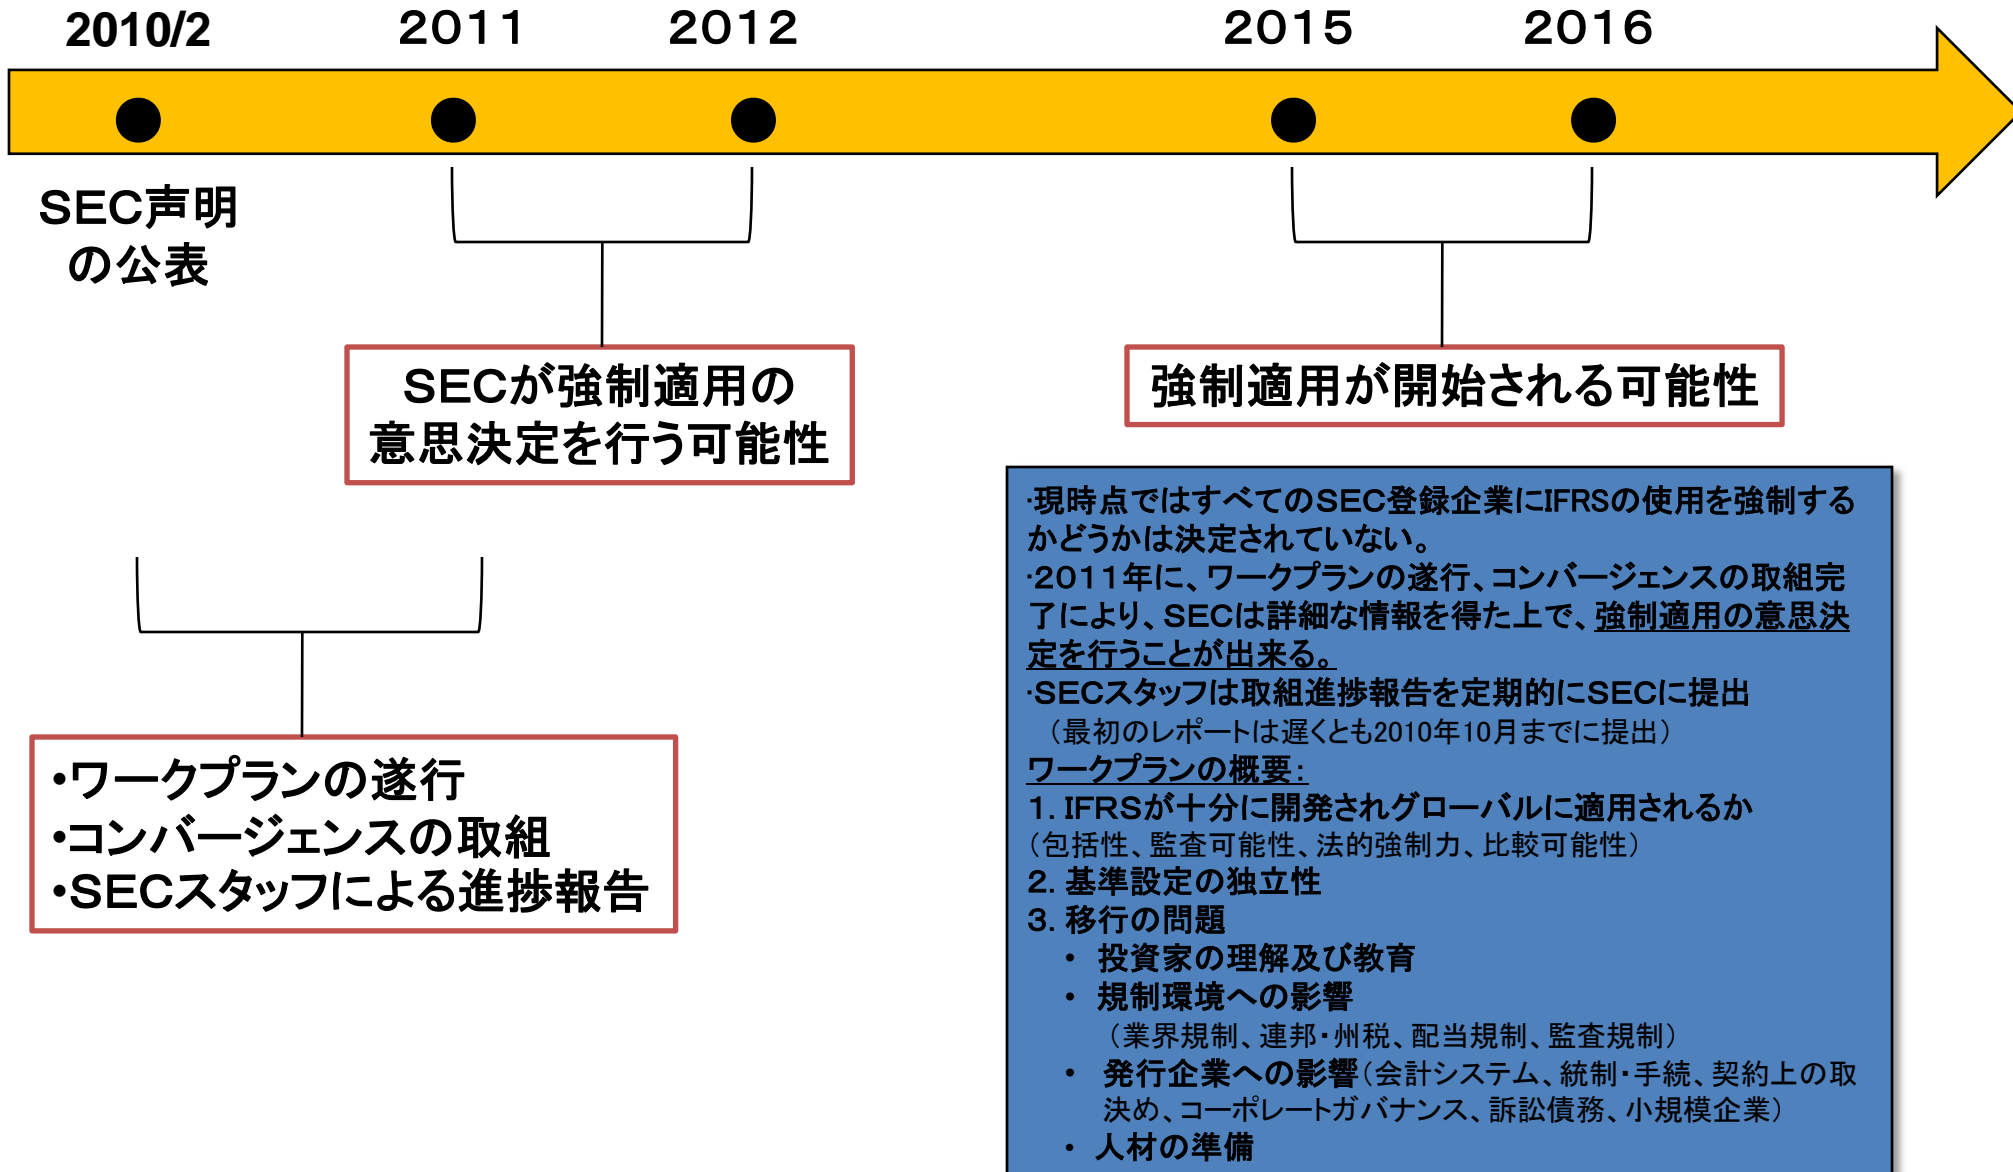 2010/2
2011
2012
2015
2016
SEC声明
の公表
SECが強制適用の
意思決定を行う可能性
強制適用が開始される可能性
・ワークプランの遂行
・コンバージェンスの取組
・SECスタッフによる進捗報告
·現時点ではすべてのSEC登録企業にIFRSの使用を強制する
かどうかは決定されていない。
·2011年に、ワークプランの遂行、コンバージェンスの取組完
了により、SECは詳細な情報を得た上で、強制適用の意思決
定を行うことが出来る。
·SECスタッフは取組進捗報告を定期的にSECに提出
（最初のレポートは遅くとも2010年10月までに提出）
ワークプランの概要：
1. IFRSが十分に開発されグローバルに適用されるか
（包括性、監査可能性、法的強制力、比較可能性）
2. 基準設定の独立性
3. 移行の問題
・ 投資家の理解及び教育
・ 規制環境への影響
（業界規制、連邦・州税、配当規制、監査規制）
・ 発行企業への影響（会計システム、統制・手続、契約上の取
決め、コーポレートガバナンス、訴訟債務、小規模企業）
・ 人材の準備